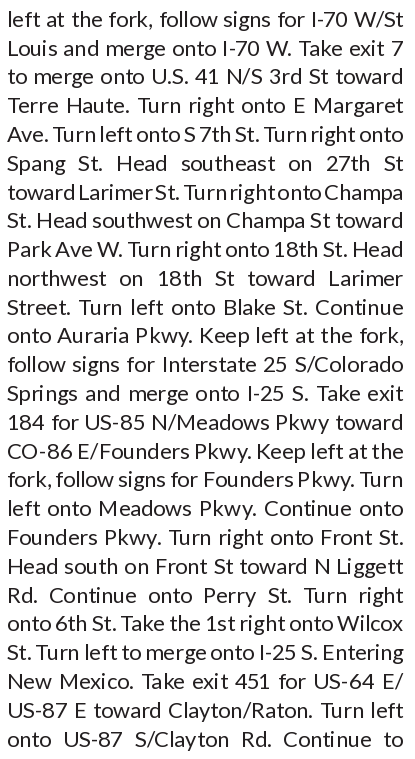 left at the fork, follow signs for I-70 W/St
Louis and merge onto I-70 W. Take exit 7
to merge onto U.S. 41 N/S 3rd St toward
Terre Haute. Turn right onto E Margaret
Ave. Turn left onto S 7th St. Turn right onto
Spang St. Head southeast on 27th St
toward Larimer St. Turn right onto Champa
St. Head southwest on Champa St toward
Park Ave W. Turn right onto 18th St. Head
northwest on 18th St toward Larimer
Street. Turn left onto Blake St. Continue
onto Auraria Pkwy. Keep left at the fork,
follow signs for Interstate 25 S/Colorado
Springs and merge onto I-25 S. Take exit
184 for US-85 N/Meadows Pkwy toward
CO-86 E/Founders Pkwy. Keep left at the
fork, follow signs for Founders Pkwy. Turn
left onto Meadows Pkwy. Continue onto
Founders Pkwy. Turn right onto Front St.
Head south on Front St toward N Liggett
Rd. Continue onto Perry St. Turn right
onto 6th St. Take the 1st right onto Wilcox
St. Turn left to merge onto I-25 S. Entering
New Mexico. Take exit 451 for US-64 E/
US-87 E toward Clayton/Raton. Turn left
onto US-87 S/Clayton Rd. Continue to